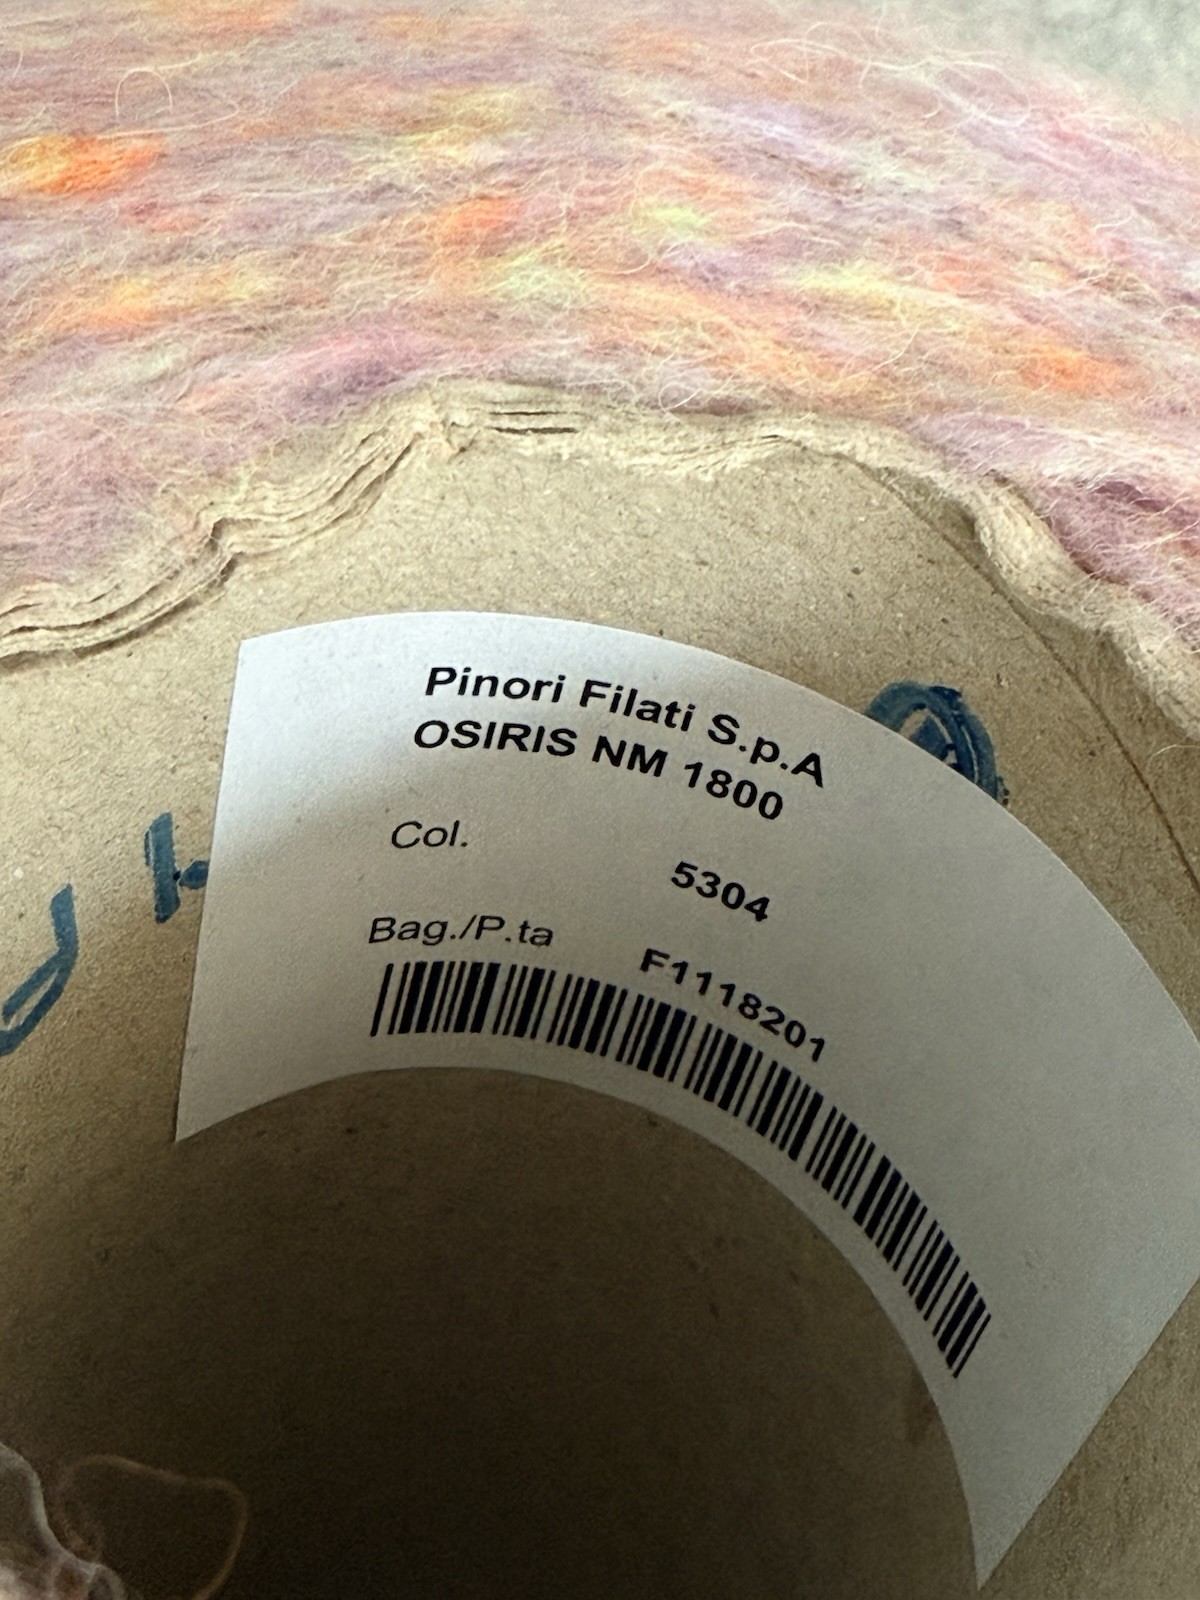 Pinori Filati S.p.A
OSIRIS NM 1800
Col. 5304
Bag./P.ta F1118201